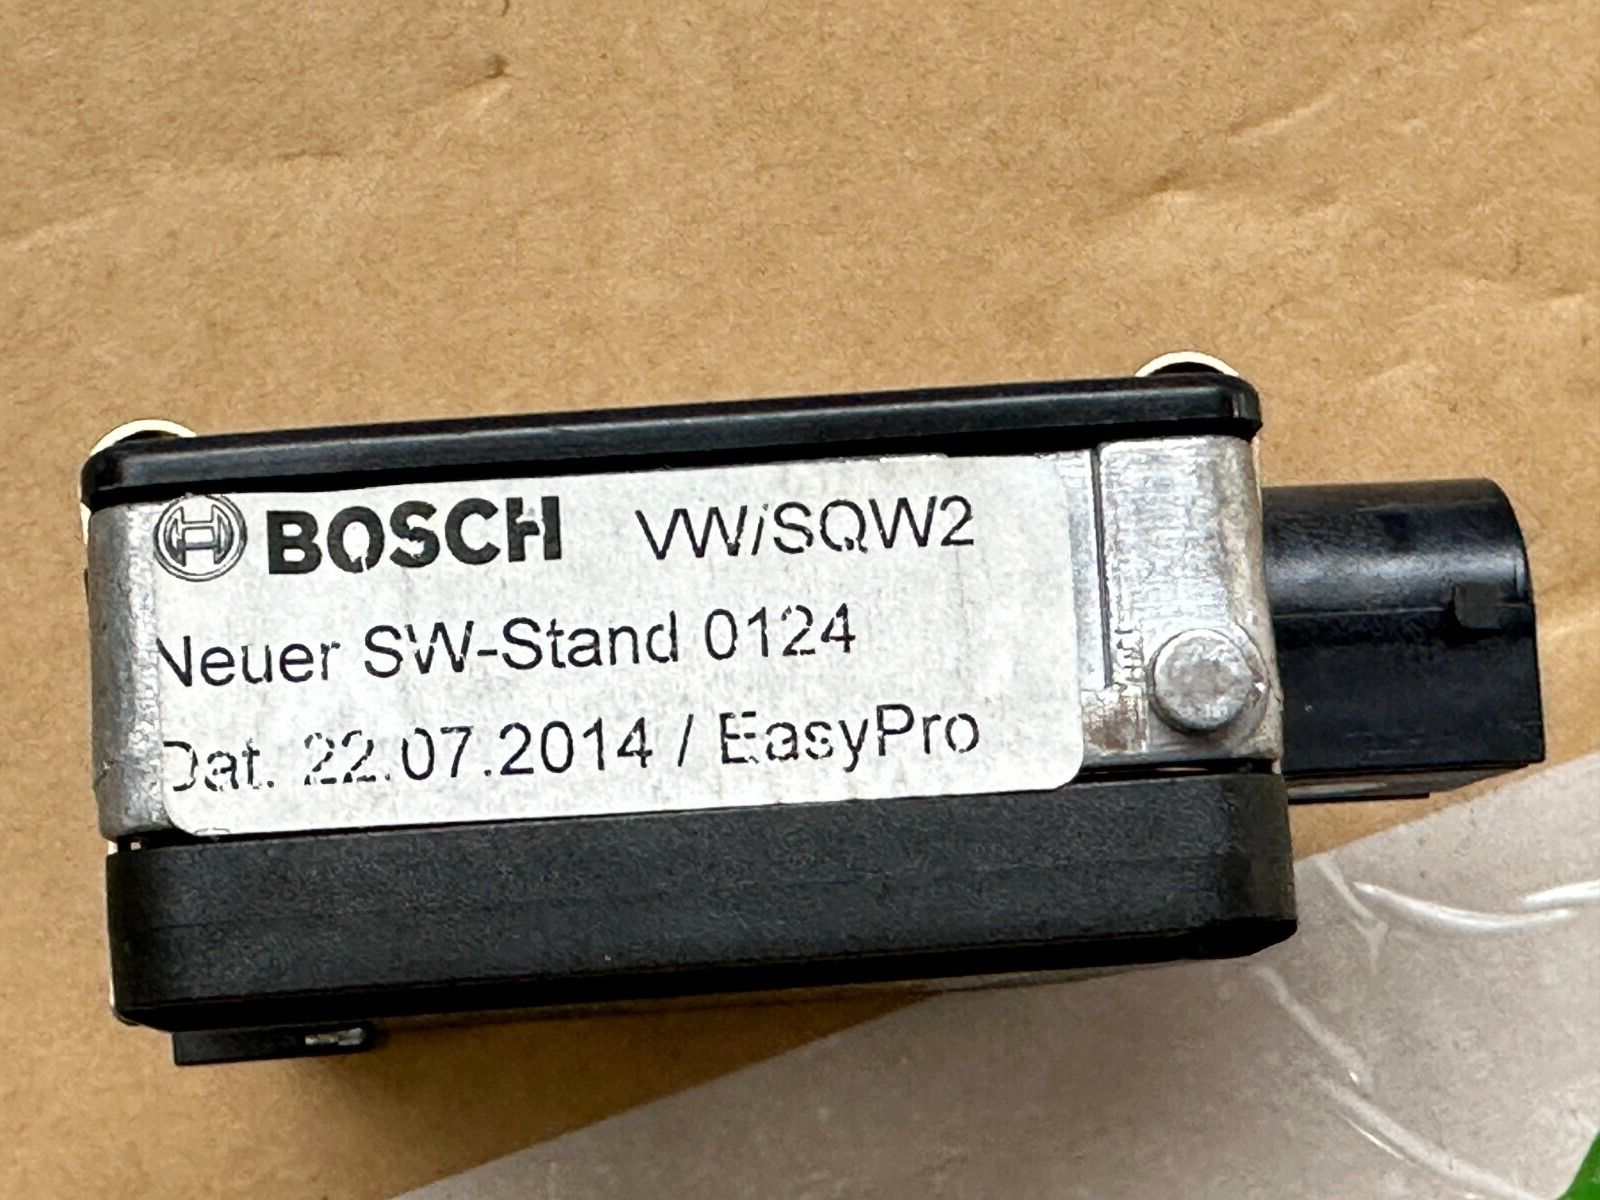 BOSCH VW/SQW2
Neuer SW-Stand 0124
Dat. 22.07.2014 / EasyPro